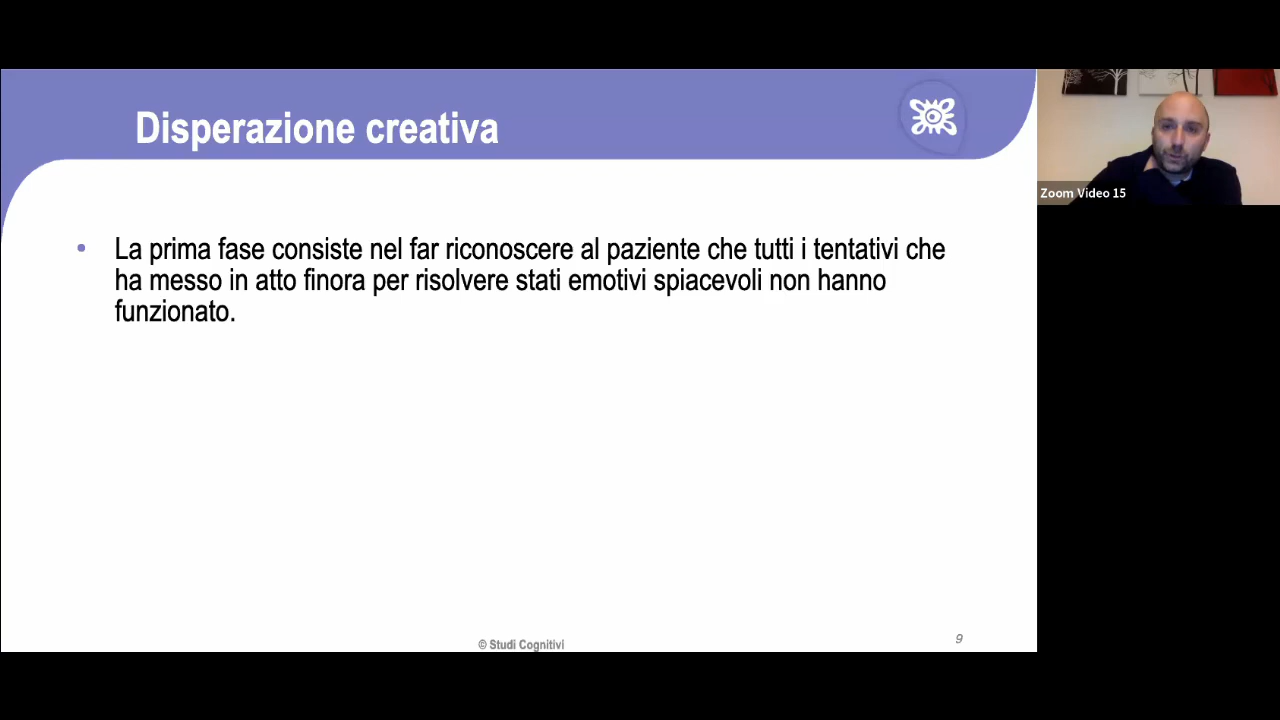 Disperazione creativa
• La prima fase consiste nel far riconoscere al paziente che tutti i tentativi che
ha messo in atto finora per risolvere stati emotivi spiacevoli non hanno
funzionato.
© Studi Cognitivi
9
Zoom Video 15